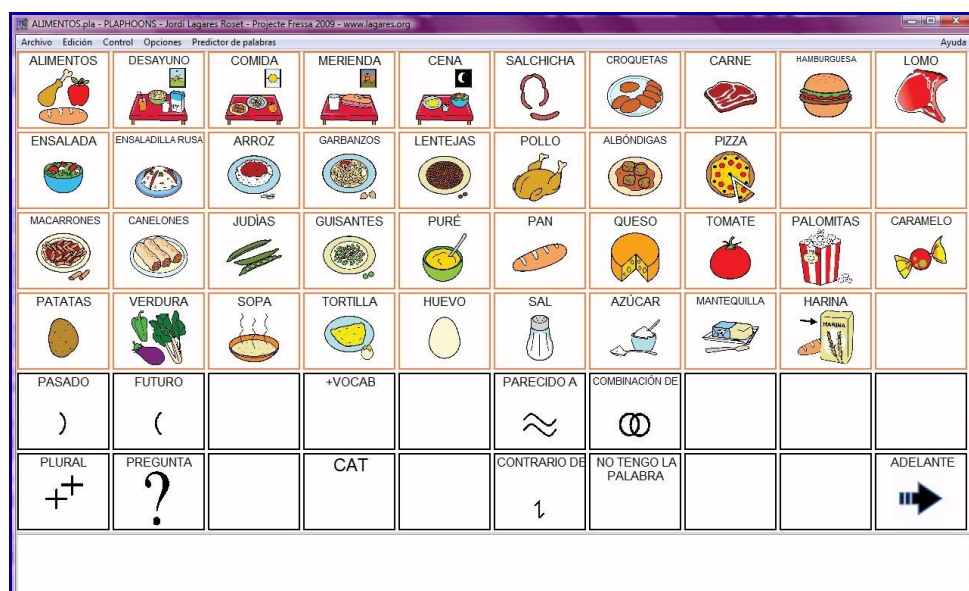 ALIMENTOS.pla - PLAPHOONS - Jordi Lagares Roset - Projecte Fressa 2009 - www.lagares.org
Archivo Edición Control Opciones Predictor de palabras Ayuda
ALIMENTOS DESAYUNO COMIDA MERIENDA CENA SALCHICHA CROQUETAS CARNE HAMBURGUESA LOMO
ENSALADA ENSALADILLA RUSA ARROZ GARBANZOS LENTEJAS POLLO ALBÓNDIGAS PIZZA
MACARRONES CANELONES JUDÍAS GUISANTES PURÉ PAN QUESO TOMATE PALOMITAS CARAMELO
PATATAS VERDURA SOPA TORTILLA HUEVO SAL AZÚCAR MANTEQUILLA HARINA
HARINA
PASADO FUTURO +VOCAB PARECIDO A COMBINACIÓN DE
PLURAL PREGUNTA CAT CONTRARIO DE NO TENGO LA PALABRA ADELANTE
?